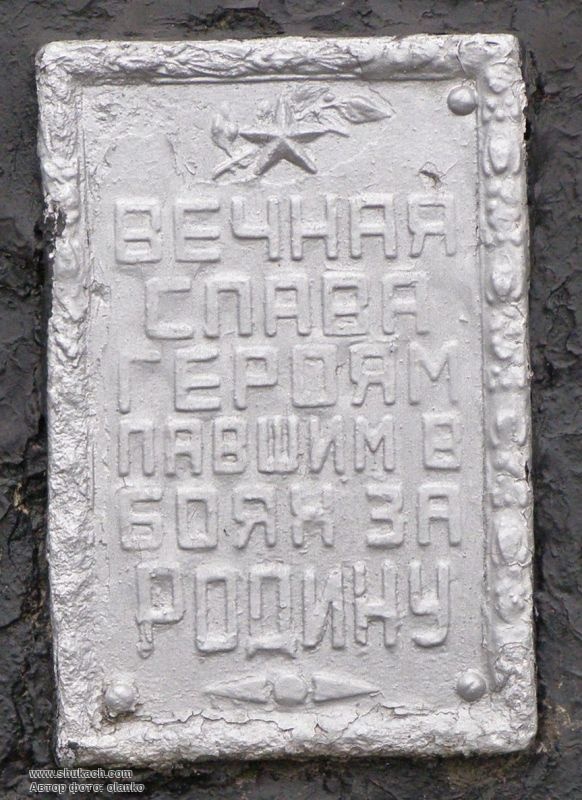 ВЕЧНАЯ
СЛАВА
ГЕРОЯМ
ПАВШИМ В
БОЯХ ЗА
РОДИНУ
www.shukach.com
Автор фото: olanko